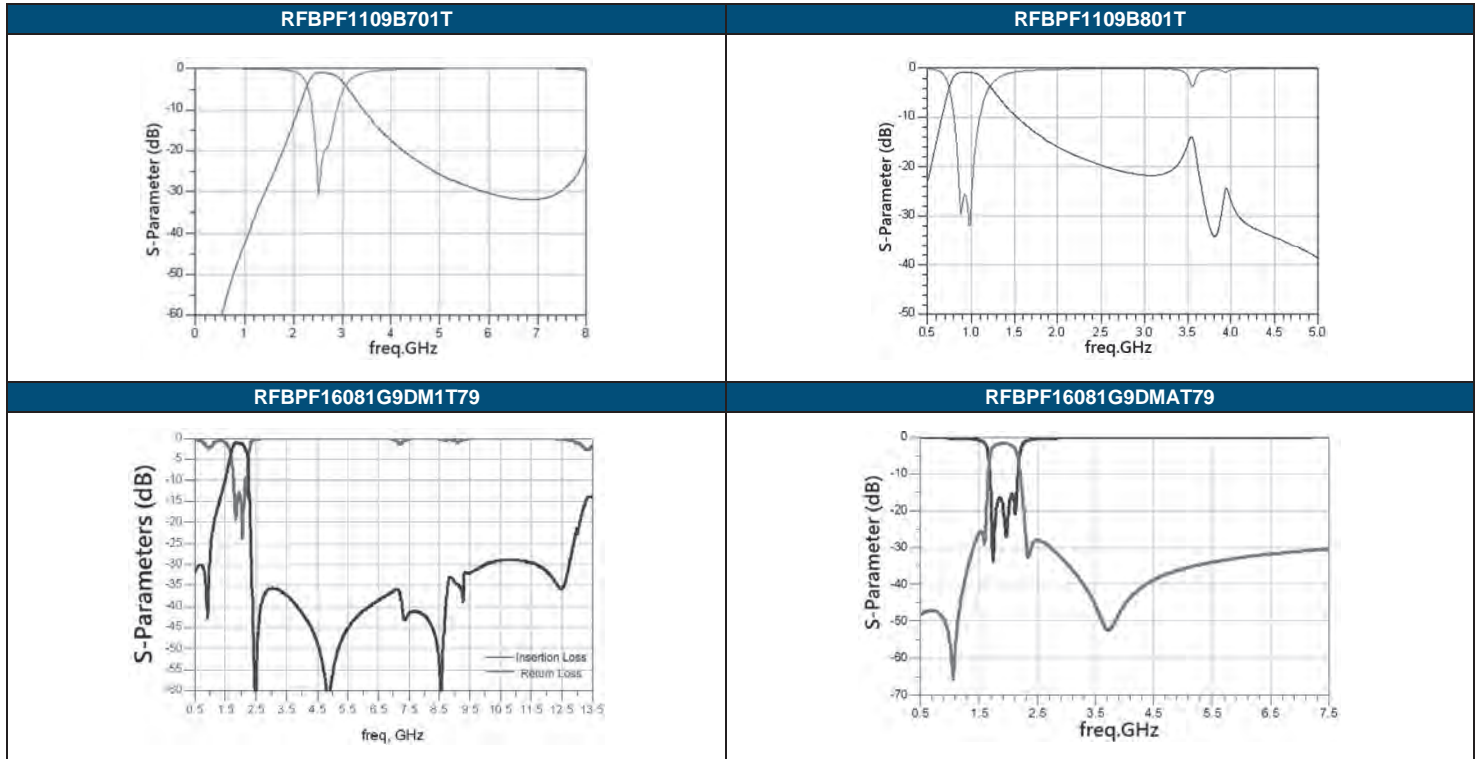 RFBPF1109B701T
RFBPF1109B801T
S-Parameter (dB)
0
-10
-20
-30
-40
-50
-60
0 1 2 3 4 5 6 7 8
freq.GHz
S-Parameter (dB)
0
-10
-20
-30
-40
-50
0.5 1.0 1.5 2.0 2.5 3.0 3.5 4.0 4.5 5.0
freq.GHz
RFBPF16081G9DM1T79
RFBPF16081G9DMAT79
S-Parameters (dB)
0
-5
-10
-15
-20
-25
-30
-35
-40
-45
-50
-55
-60
Insertion Loss
Return Loss
0.5 1.5 2.5 3.5 4.5 5.5 6.5 7.5 8.5 9.5 10.5 11.5 12.5 13.5
freq, GHz
S-Parameter (dB)
0
-10
-20
-30
-40
-50
-60
-70
0.5 1.5 2.5 3.5 4.5 5.5 6.5 7.5
freq.GHz